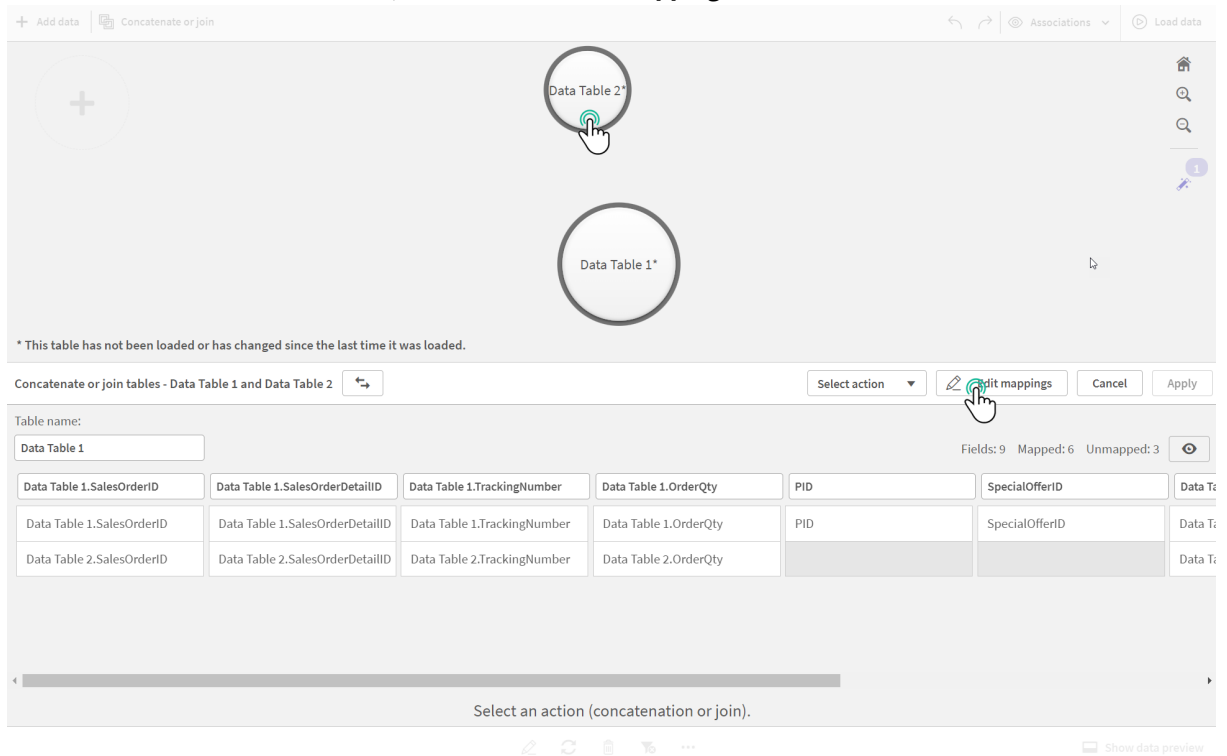 Add data Concatenate or join Associations Load data
Data Table 2*
1
Data Table 1*
* This table has not been loaded or has changed since the last time it was loaded.
Concatenate or join tables - Data Table 1 and Data Table 2 Select action Edit mappings Cancel Apply
Table name:
Data Table 1 Fields: 9 Mapped: 6 Unmapped: 3
Data Table 1.SalesOrderID Data Table 1.SalesOrderDetailID Data Table 1.TrackingNumber Data Table 1.OrderQty PID SpecialOfferID Data
Data Table 1.SalesOrderID Data Table 1.SalesOrderDetailID Data Table 1.TrackingNumber Data Table 1.OrderQty PID SpecialOfferID Data
Data Table 2.SalesOrderID Data Table 2.SalesOrderDetailID Data Table 2.TrackingNumber Data Table 2.OrderQty Data
Select an action (concatenation or join).
Show data preview